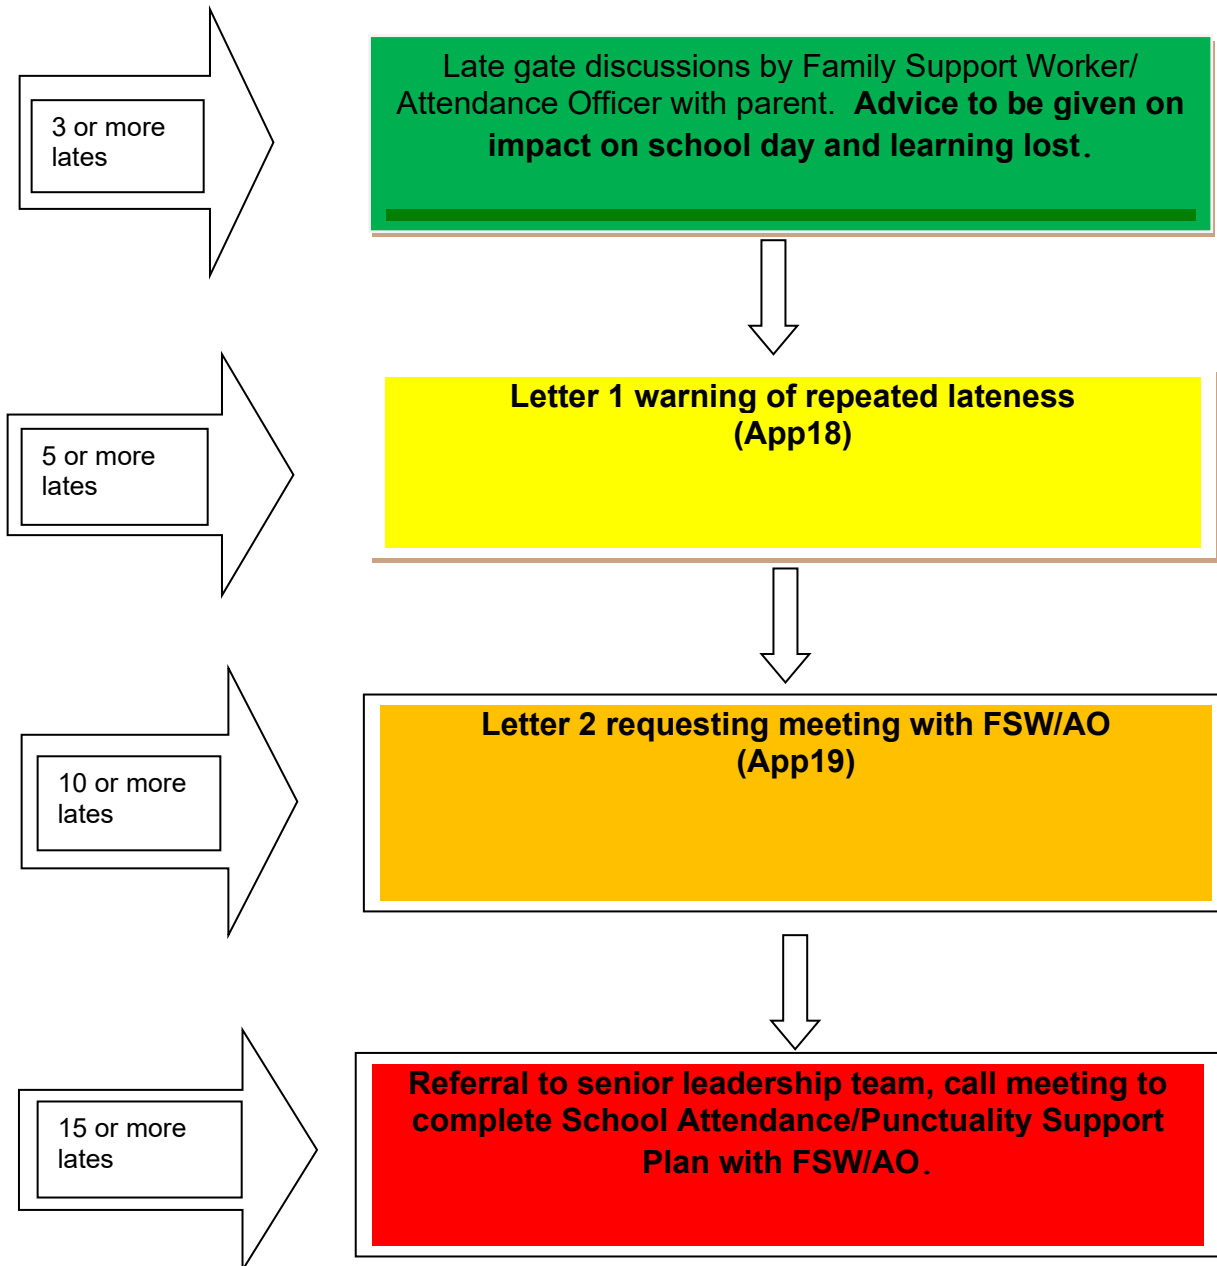 3 or more
lates
Late gate discussions by Family Support Worker/
Attendance Officer with parent.  Advice to be given on
impact on school day and learning lost.
5 or more
lates
Letter 1 warning of repeated lateness
(App18)
10 or more
lates
Letter 2 requesting meeting with FSW/AO
(App19)
15 or more
lates
Referral to senior leadership team, call meeting to
complete School Attendance/Punctuality Support
Plan with FSW/AO.